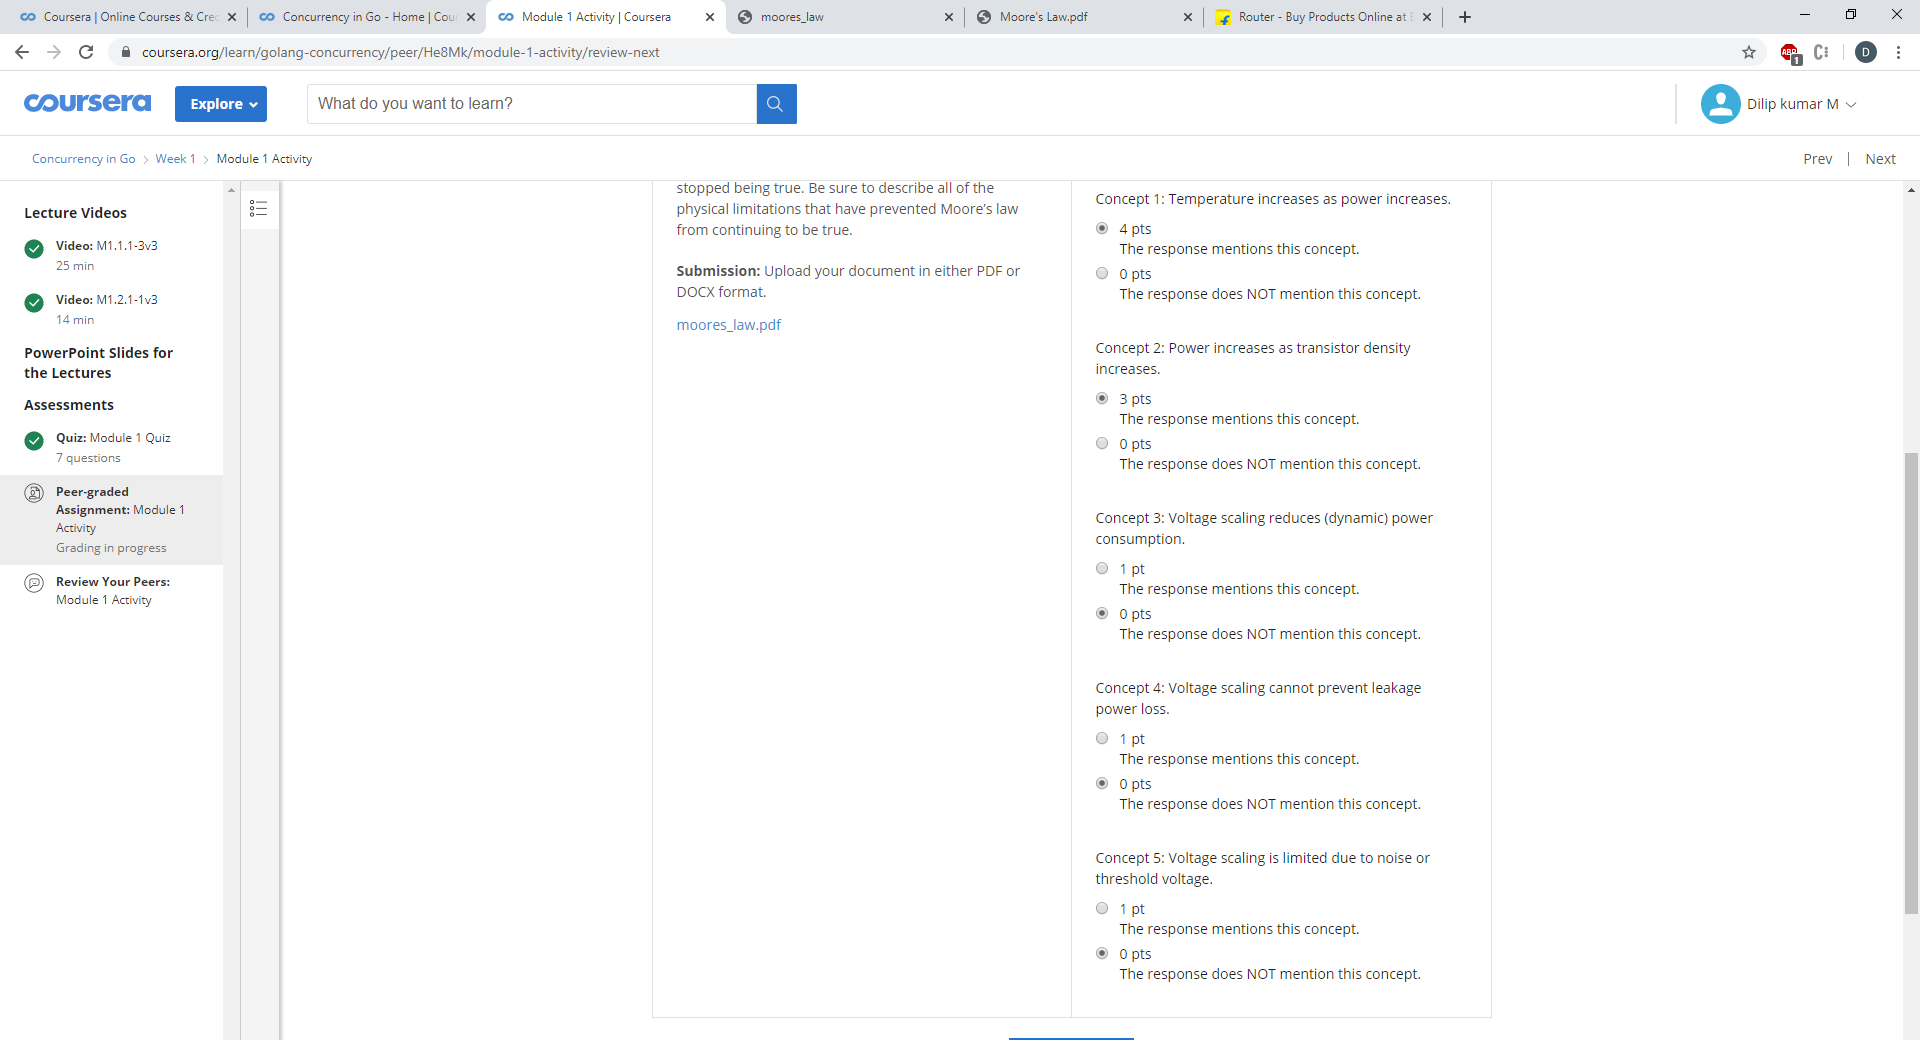 Coursera | Online Courses & Cre
Concurrency in Go - Home | Cou
Module 1 Activity | Coursera
moores_law
Moore's Law.pdf
Router - Buy Products Online at
coursera.org/learn/golang-concurrency/peer/He8Mk/module-1-activity/review-next
ABP
1
D
coursera
Explore
What do you want to learn?
Dilip kumar M
Concurrency in Go > Week 1 > Module 1 Activity
Prev | Next
Lecture Videos
Video: M1.1.1-3v3
25 min
Video: M1.2.1-1v3
14 min
PowerPoint Slides for
the Lectures
Assessments
Quiz: Module 1 Quiz
7 questions
Peer-graded
Assignment: Module 1
Activity
Grading in progress
Review Your Peers:
Module 1 Activity
stopped being true. Be sure to describe all of the
physical limitations that have prevented Moore’s law
from continuing to be true.
Submission: Upload your document in either PDF or
DOCX format.
moores_law.pdf
Concept 1: Temperature increases as power increases.
4 pts
The response mentions this concept.
0 pts
The response does NOT mention this concept.
Concept 2: Power increases as transistor density
increases.
3 pts
The response mentions this concept.
0 pts
The response does NOT mention this concept.
Concept 3: Voltage scaling reduces (dynamic) power
consumption.
1 pt
The response mentions this concept.
0 pts
The response does NOT mention this concept.
Concept 4: Voltage scaling cannot prevent leakage
power loss.
1 pt
The response mentions this concept.
0 pts
The response does NOT mention this concept.
Concept 5: Voltage scaling is limited due to noise or
threshold voltage.
1 pt
The response mentions this concept.
0 pts
The response does NOT mention this concept.